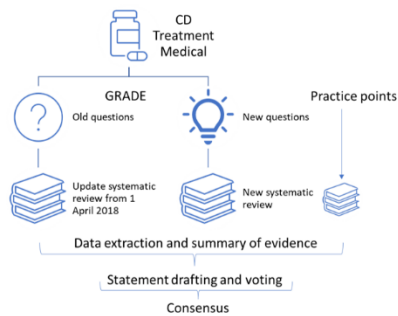 CD
Treatment
Medical
GRADE
Practice points
?
Old questions
New questions
Update systematic
review from 1
April 2018
New systematic
review
Data extraction and summary of evidence
Statement drafting and voting
Consensus